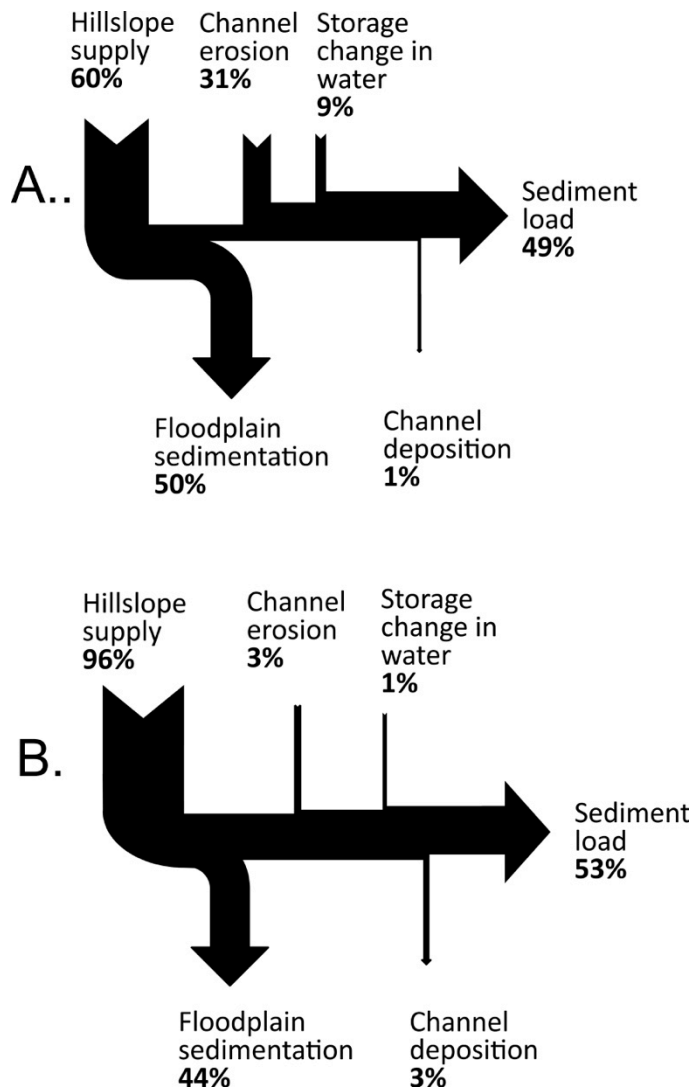 Hillslope
supply
60%
Channel
erosion
31%
Storage
change in
water
9%
A..
Sediment
load
49%
Floodplain
sedimentation
50%
Channel
deposition
1%
Hillslope
supply
96%
Channel
erosion
3%
Storage
change in
water
1%
B.
Sediment
load
53%
Floodplain
sedimentation
44%
Channel
deposition
3%